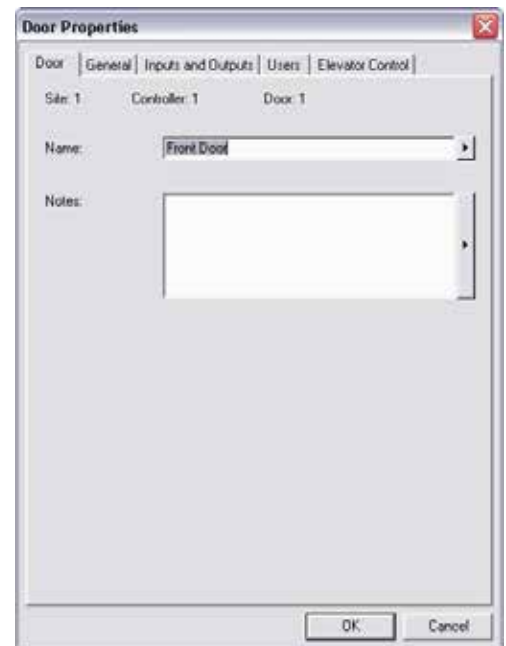 Door Properties
Door General Inputs and Outputs Users Elevator Control
Site: 1 Controller: 1 Door: 1
Name: Front Door
Notes:
OK Cancel